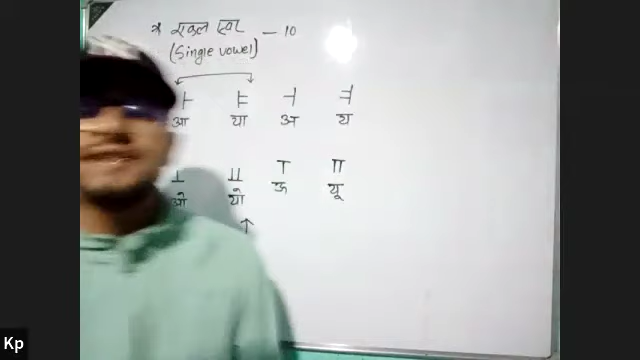 * एकल स्वर
(Single vowel) - 10
ㅏ ㅑ ㅓ ㅕ
आ या अ य
ㅗ ㅛ ㅜ ㅠ
ओ यो ऊ यू
Kp